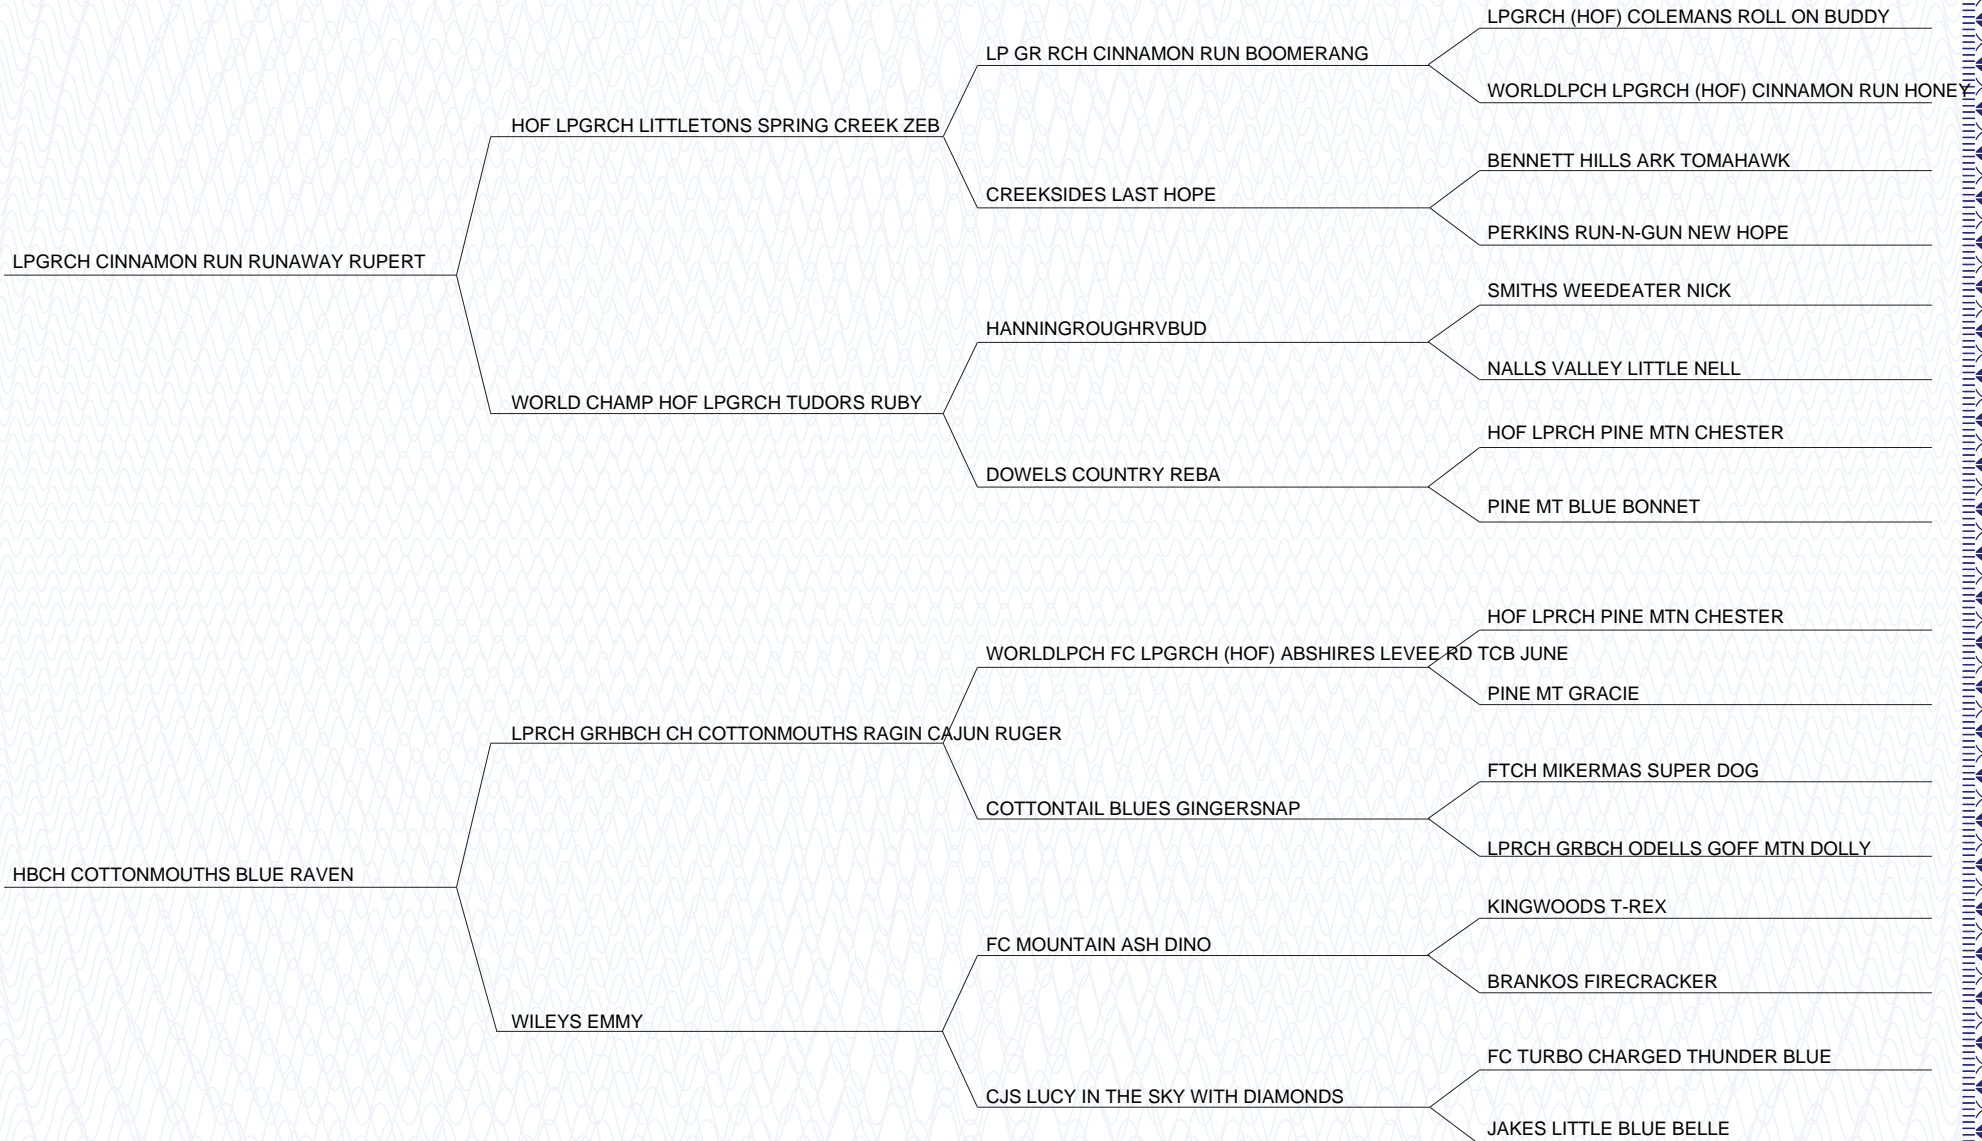 LPGRCH (HOF) COLEMANS ROLL ON BUDDY
LP GR RCH CINNAMON RUN BOOMERANG
WORLDLPCH LPGRCH (HOF) CINNAMON RUN HONEY
HOF LPGRCH LITTLETONS SPRING CREEK ZEB
BENNETT HILLS ARK TOMAHAWK
CREEKSIDES LAST HOPE
PERKINS RUN-N-GUN NEW HOPE
LPGRCH CINNAMON RUN RUNAWAY RUPERT
SMITHS WEEDEATER NICK
HANNINGROUGHRVBUD
NALLS VALLEY LITTLE NELL
WORLD CHAMP HOF LPGRCH TUDORS RUBY
HOF LPRCH PINE MTN CHESTER
DOWELS COUNTRY REBA
PINE MT BLUE BONNET
HOF LPRCH PINE MTN CHESTER
WORLDLPCH FC LPGRCH (HOF) ABSHIRES LEVEE RD TCB JUNE
PINE MT GRACIE
LPRCH GRHBCH CH COTTONMOUTHS RAGIN CAJUN RUGER
FTCH MIKERMAS SUPER DOG
COTTONTAIL BLUES GINGERSNAP
LPRCH GRBCH ODELLS GOFF MTN DOLLY
HBCH COTTONMOUTHS BLUE RAVEN
KINGWOODS T-REX
FC MOUNTAIN ASH DINO
BRANKOS FIRECRACKER
WILEYS EMMY
FC TURBO CHARGED THUNDER BLUE
CJS LUCY IN THE SKY WITH DIAMONDS
JAKES LITTLE BLUE BELLE